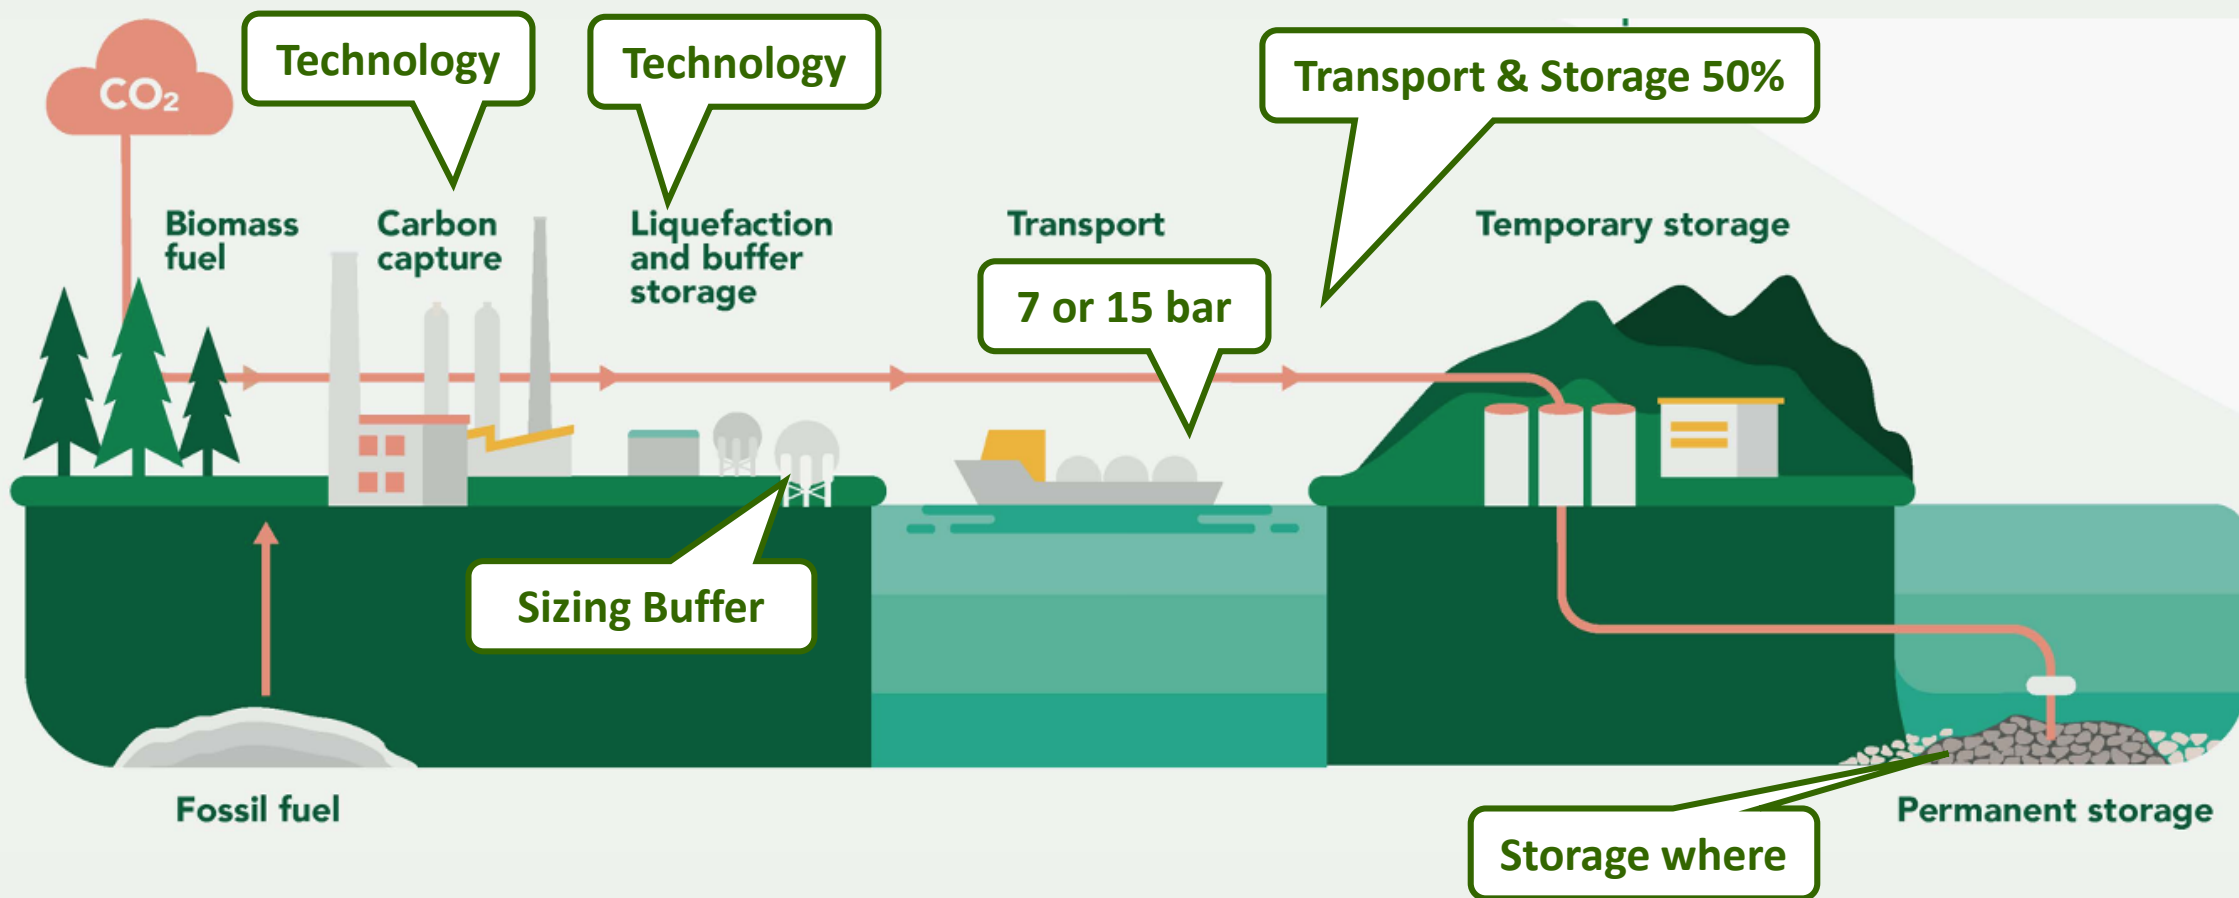 CO₂
Technology
Technology
Transport & Storage 50%
Biomass
fuel
Carbon
capture
Liquefaction
and buffer
storage
Transport
Temporary storage
7 or 15 bar
Sizing Buffer
Fossil fuel
Storage where
Permanent storage